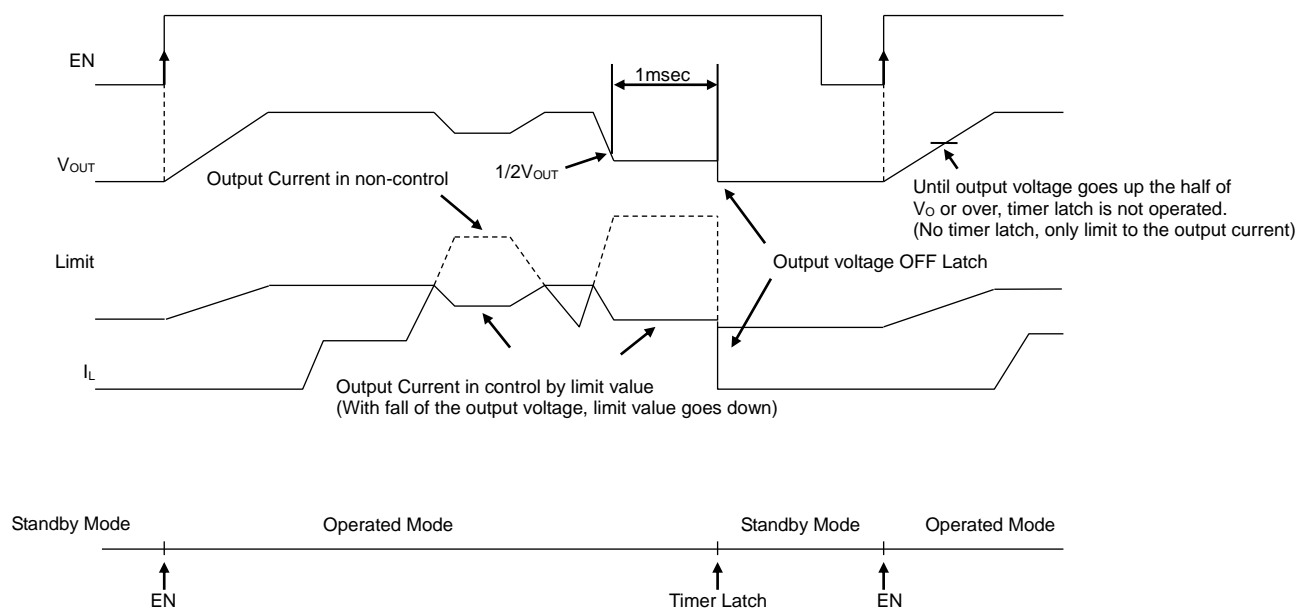 EN
1msec
VOUT
1/2VOUT
Output Current in non-control
Until output voltage goes up the half of
VO or over, timer latch is not operated.
(No timer latch, only limit to the output current)
Limit
Output voltage OFF Latch
IL
Output Current in control by limit value
(With fall of the output voltage, limit value goes down)
Standby Mode
Operated Mode
Standby Mode
Operated Mode
EN
Timer Latch
EN